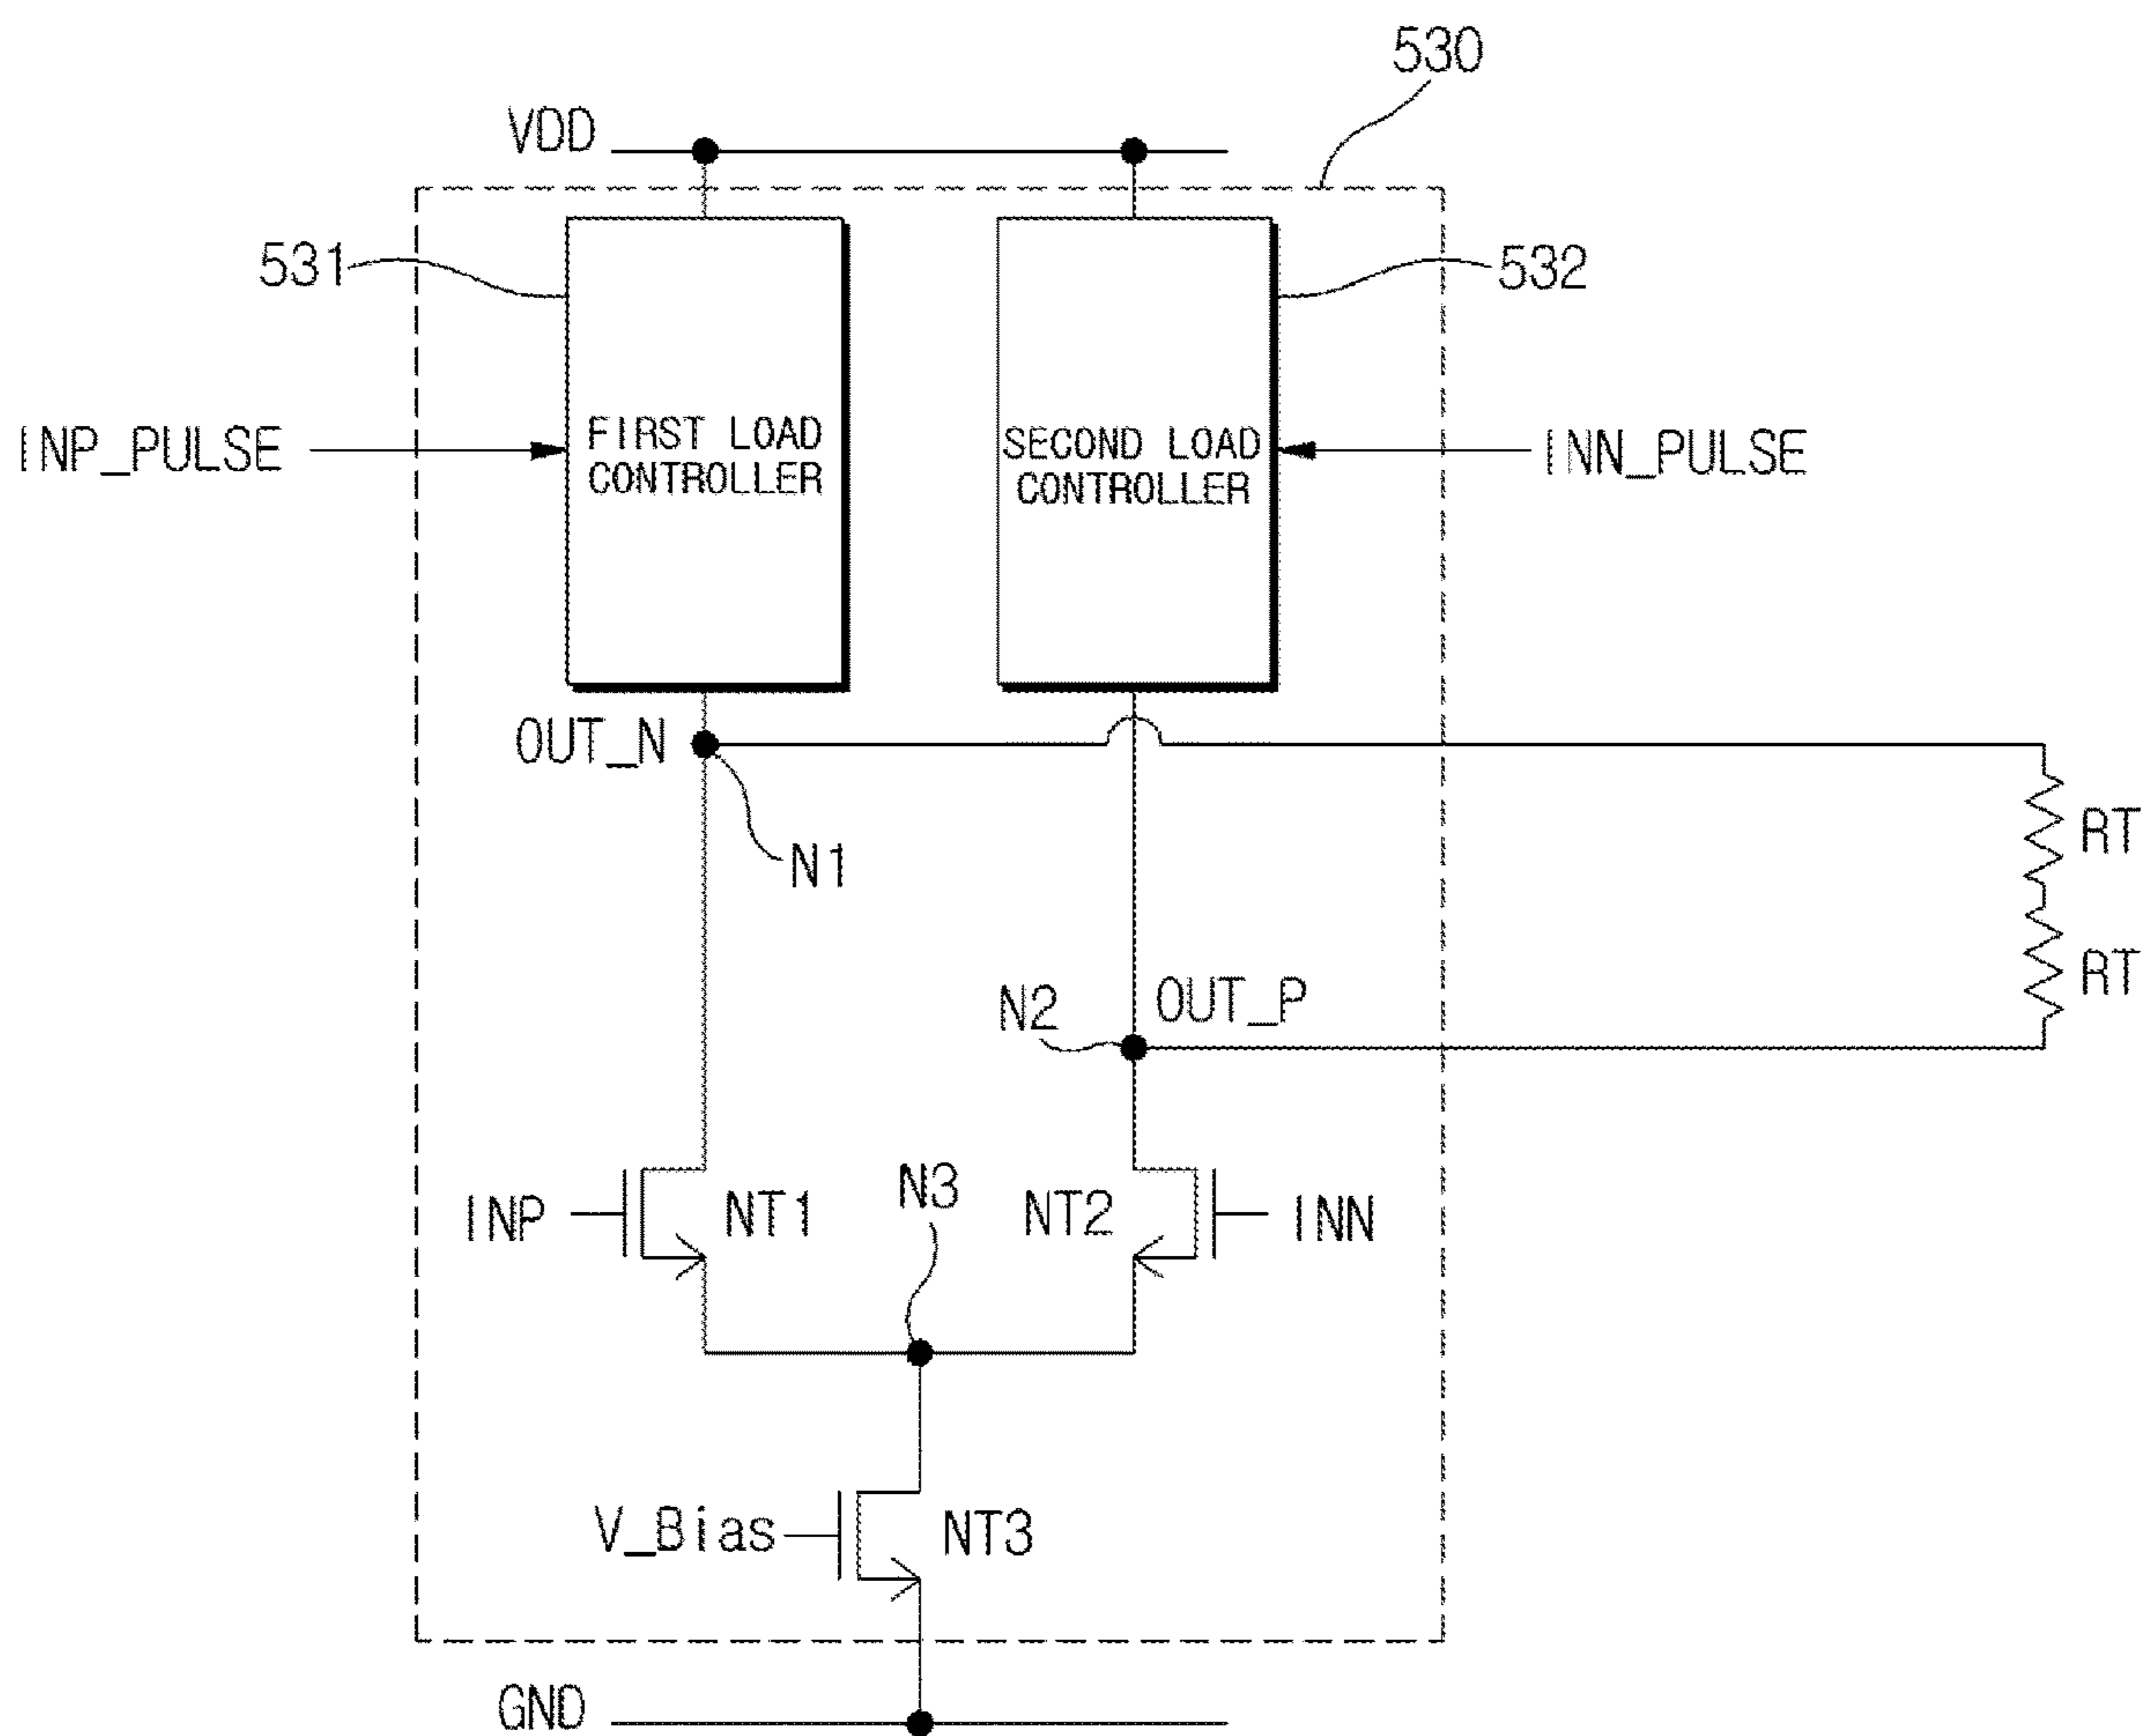 530
VDD
531
532
INP_PULSE
FIRST LOAD
CONTROLLER
SECOND LOAD
CONTROLLER
INN_PULSE
OUT_N
N1
RT
RT
N2
OUT_P
INP
NT1
N3
NT2
INN
V_Bias
NT3
GND